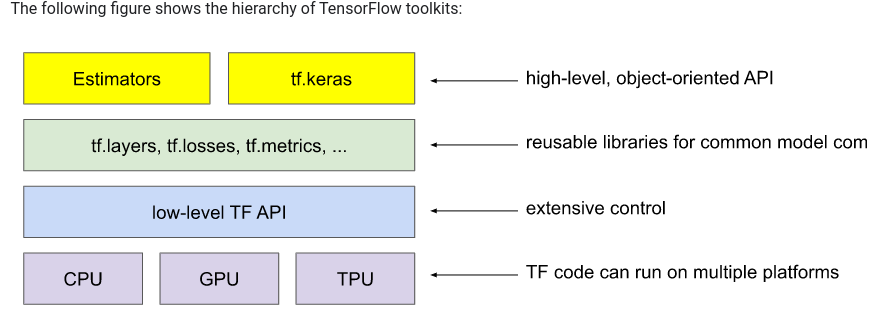 The following figure shows the hierarchy of TensorFlow toolkits:
Estimators
tf.keras
high-level, object-oriented API
tf.layers, tf.losses, tf.metrics, ...
reusable libraries for common model com
low-level TF API
extensive control
CPU
GPU
TPU
TF code can run on multiple platforms